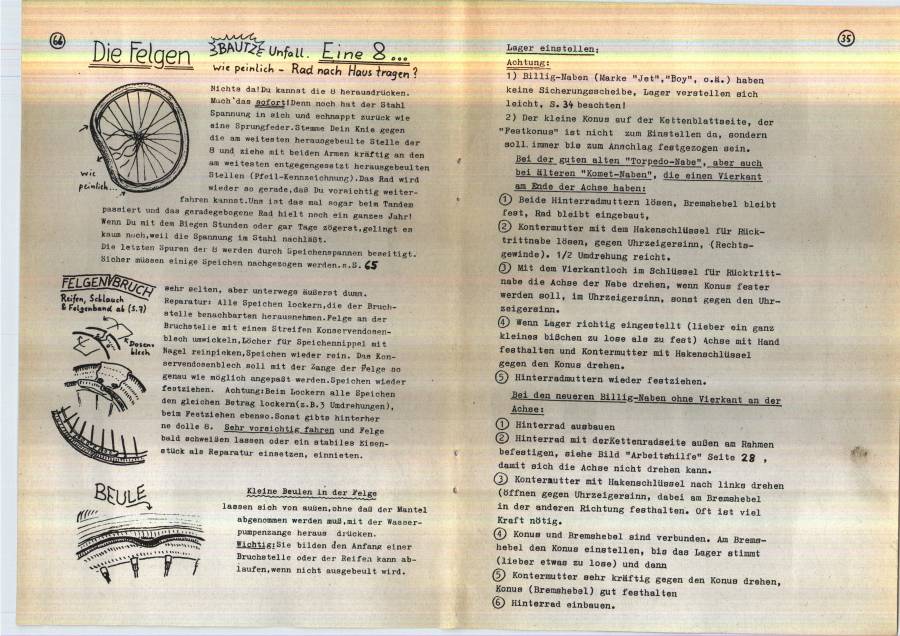 66
Die Felgen
BAUTZE Unfall. Eine 8...
wie peinlich - Rad nach Haus tragen?
Nichts da!Du kannst die 8 herausdrücken.
Mach'das sofort!Denn noch hat der Stahl
Spannung in sich und schnappt zurück wie
eine Sprungfeder.Stemme Dein Knie gegen
die am weitesten herausgebeulte Stelle der
8 und ziehe mit beiden Armen kräftig an den
am weitesten entgegengesetzt herausgebeulten
Stellen (Pfeil-Kennzeichnung).Das Rad wird
wieder so gerade,daß Du vorsichtig weiter-
fahren kannst.Uns ist das mal sogar beim Tandem
passiert und das geradegebogene Rad hielt noch ein ganzes Jahr!
Wenn Du mit dem Biegen Stunden oder gar Tage zögerst,gelingt es
kaum noch,weil die Spannung im Stahl nachläßt.
Die letzten Spuren der 8 werden durch Speichenspannen beseitigt.
Sicher müssen einige Speichen nachgezogen werden.n.S. 65
wie
peinlich...
FELGENBRUCH
Reifen, Schlauch
& Felgenband ab (S.7)
Dosen-
blech
sehr selten, aber unterwegs äußerst dumm.
Reparatur: Alle Speichen lockern,die der Bruch-
stelle benachbarten herausnehmen.Felge an der
Bruchstelle mit einem Streifen Konservendosen-
blech umwickeln,Löcher für Speichennippel mit
Nagel reinpieken,Speichen wieder rein. Das Kon-
servendosenblech soll mit der Zange der Felge so
genau wie möglich angepaßt werden.Speichen wieder
festziehen. Achtung:Beim Lockern alle Speichen
den gleichen Betrag lockern(z.B.3 Umdrehungen),
beim Festziehen ebenso.Sonst gibts hinterher
ne dolle 8. Sehr vorsichtig fahren und Felge
bald schweißen lassen oder ein stabiles Eisen-
stück als Reparatur einsetzen, einnieten.
BEULE
Kleine Beulen in der Felge
lassen sich von außen,ohne daß der Mantel
abgenommen werden muß,mit der Wasser-
pumpenzange heraus drücken.
Wichtig:Sie bilden den Anfang einer
Bruchstelle oder der Reifen kann ab-
laufen,wenn nicht ausgebeult wird.
35
Lager einstellen:
Achtung:
1) Billig-Naben (Marke "Jet","Boy", o.Ä.) haben
keine Sicherungsscheibe, Lager verstellen sich
leicht, S.34 beachten!
2) Der kleine Konus auf der Kettenblattseite, der
"Festkonus" ist nicht zum Einstellen da, sondern
soll immer bis zum Anschlag festgezogen sein.
Bei der guten alten "Torpedo-Nabe", aber auch
bei älteren "Komet-Naben", die einen Vierkant
am Ende der Achse haben:
① Beide Hinterradmuttern lösen, Bremshebel bleibt
fest, Rad bleibt eingebaut,
② Kontermutter mit dem Hakenschlüssel für Rück-
trittnabe lösen, gegen Uhrzeigersinn, (Rechts-
gewinde). 1/2 Umdrehung reicht.
③ Mit dem Vierkantloch im Schlüssel für Rücktritt-
nabe die Achse der Nabe drehen, wenn Konus fester
werden soll, im Uhrzeigersinn, sonst gegen den Uhr-
zeigersinn.
④ Wenn Lager richtig eingestellt (lieber ein ganz
kleines bißchen zu lose als zu fest) Achse mit Hand
festhalten und Kontermutter mit Hakenschlüssel
gegen den Konus drehen.
⑤ Hinterradmuttern wieder festziehen.
Bei den neueren Billig-Naben ohne Vierkant an der
Achse:
① Hinterrad ausbauen
② Hinterrad mit derKettenradseite außen am Rahmen
befestigen, siehe Bild "Arbeitshilfe" Seite 28 ,
damit sich die Achse nicht drehen kann.
③ Kontermutter mit Hakenschlüssel nach links drehen
(öffnen gegen Uhrzeigersinn, dabei am Bremshebel
in der anderen Richtung festhalten. Oft ist viel
Kraft nötig.
④ Konus und Bremshebel sind verbunden. Am Brems-
hebel den Konus einstellen, bis das Lager stimmt
(lieber etwas zu lose) und dann
⑤ Kontermutter sehr kräftig gegen den Konus drehen,
Konus (Bremshebel) gut festhalten
⑥ Hinterrad einbauen.